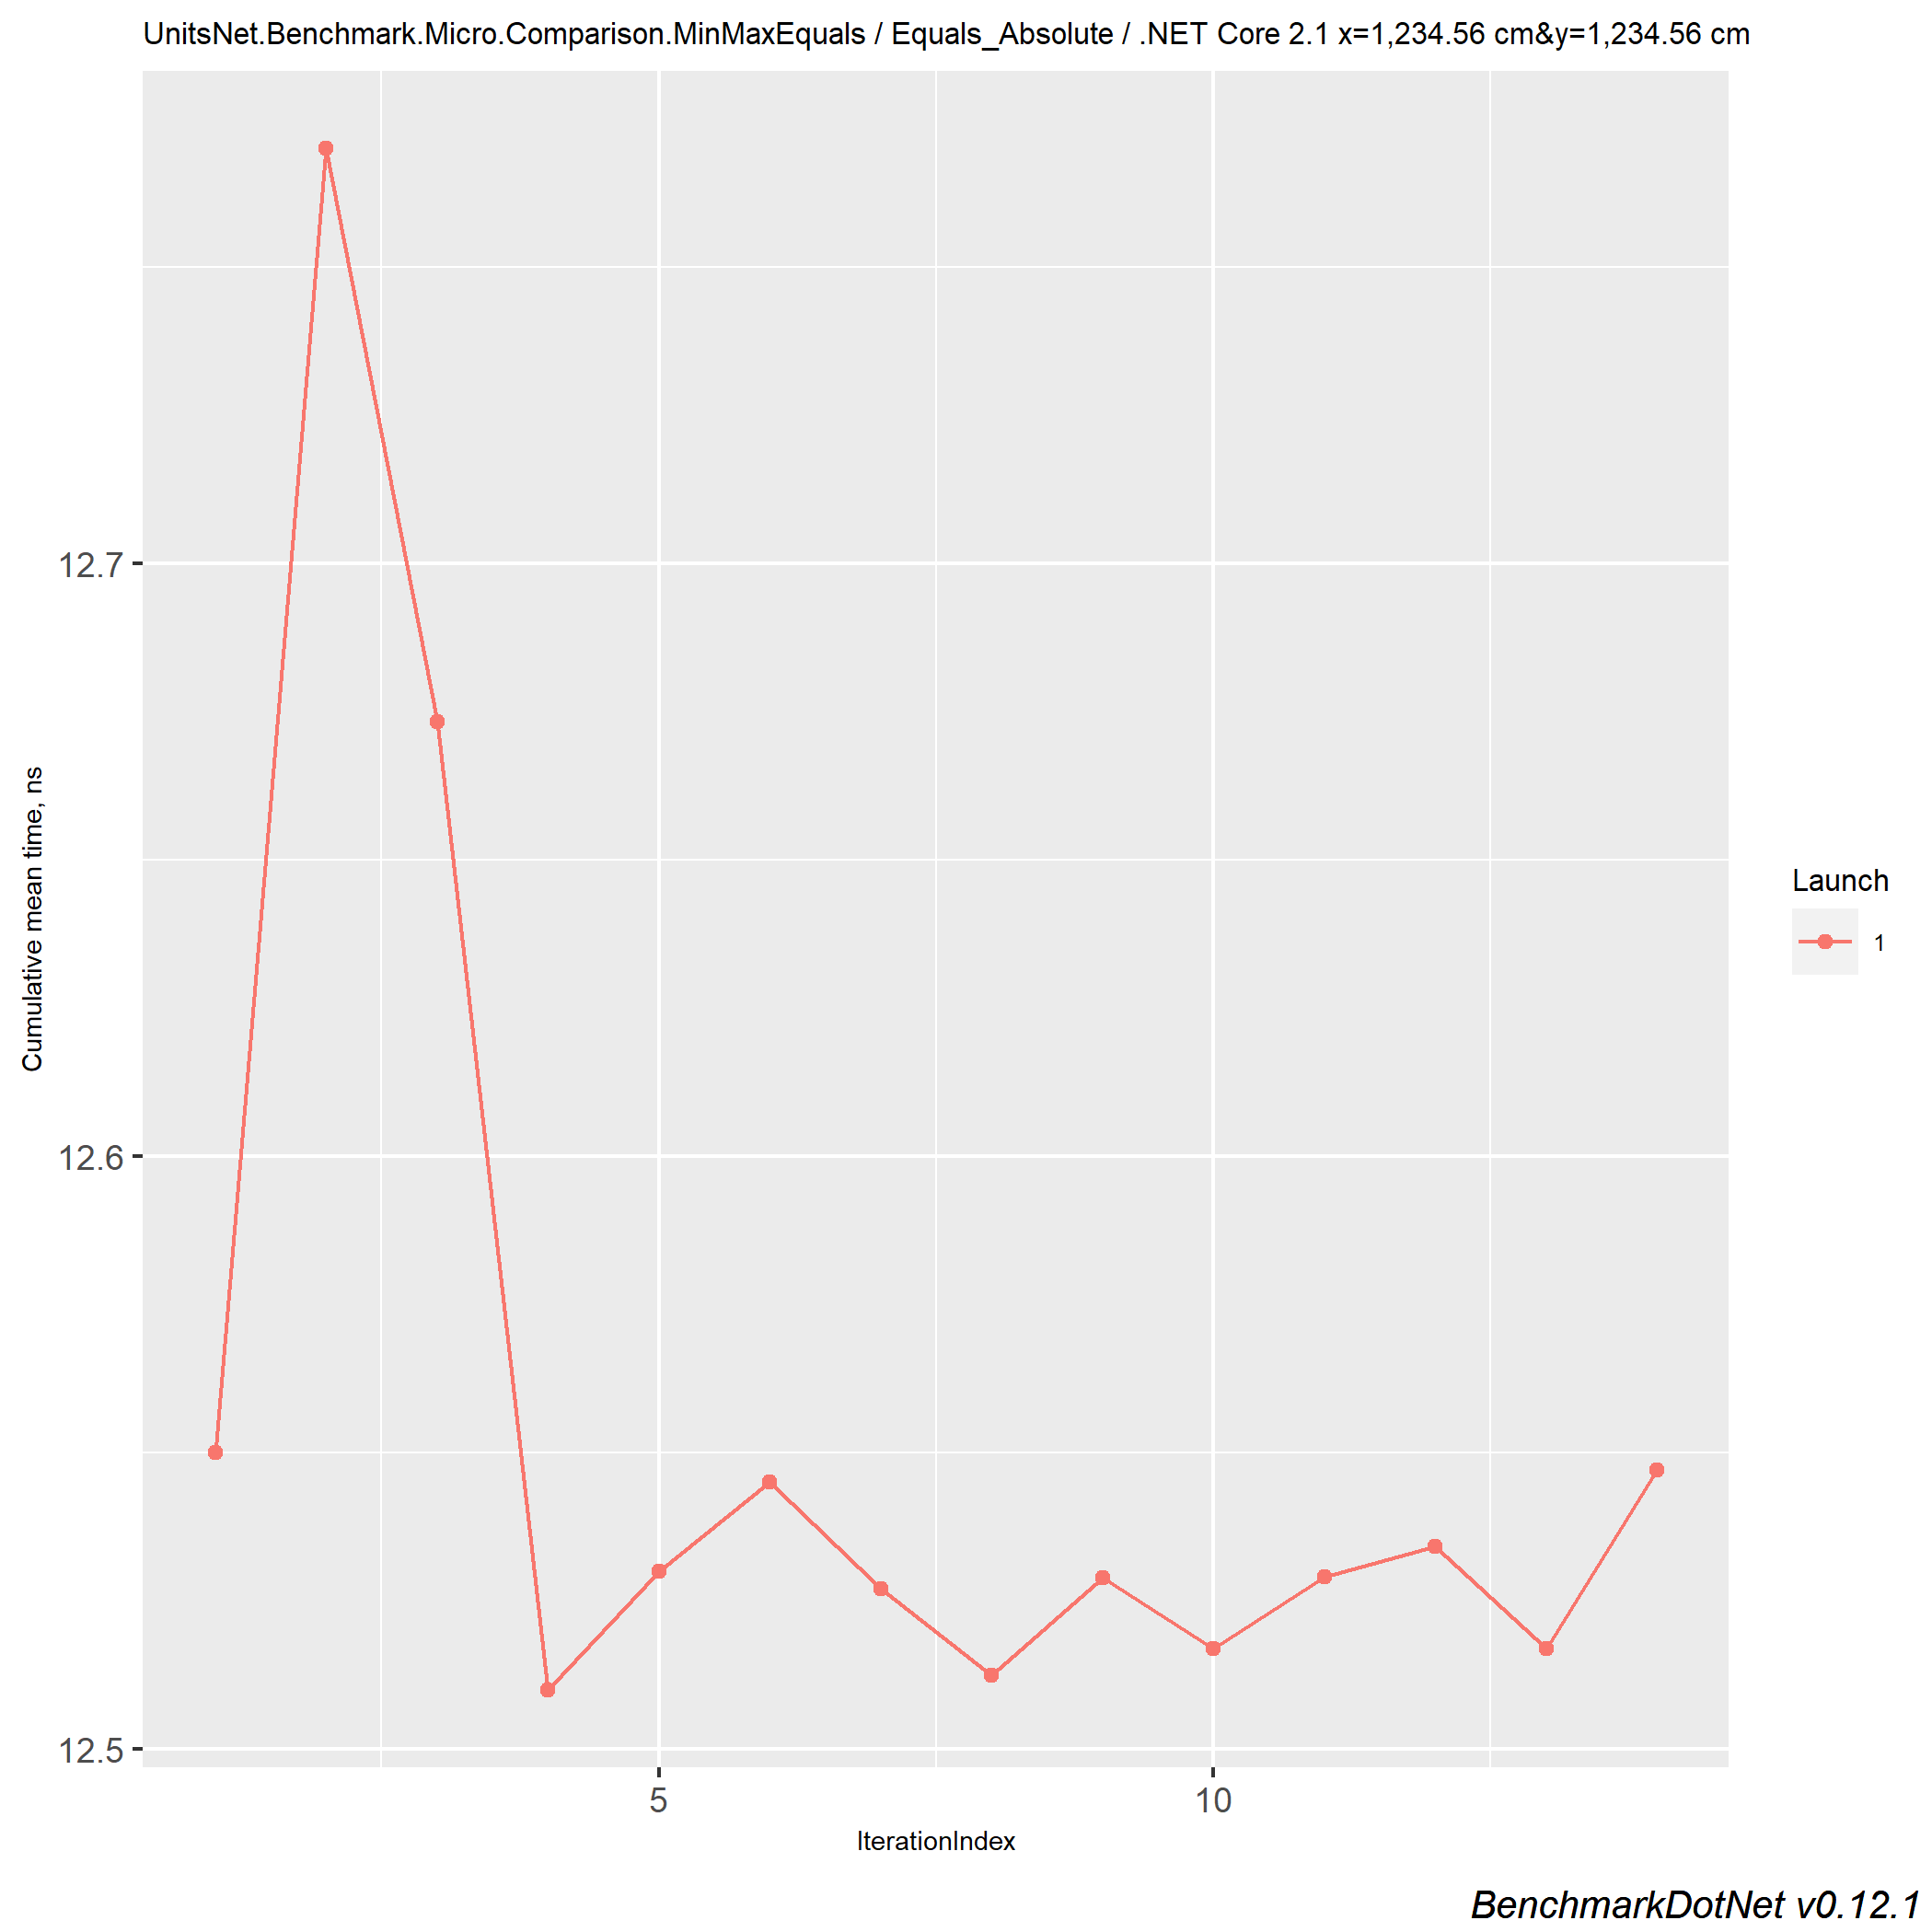 UnitsNet.Benchmark.Micro.Comparison.MinMaxEquals / Equals_Absolute / .NET Core 2.1 x=1,234.56 cm&y=1,234.56 cm
12.7
12.6
12.5
Cumulative mean time, ns
5
10
IterationIndex
Launch
1
BenchmarkDotNet v0.12.1